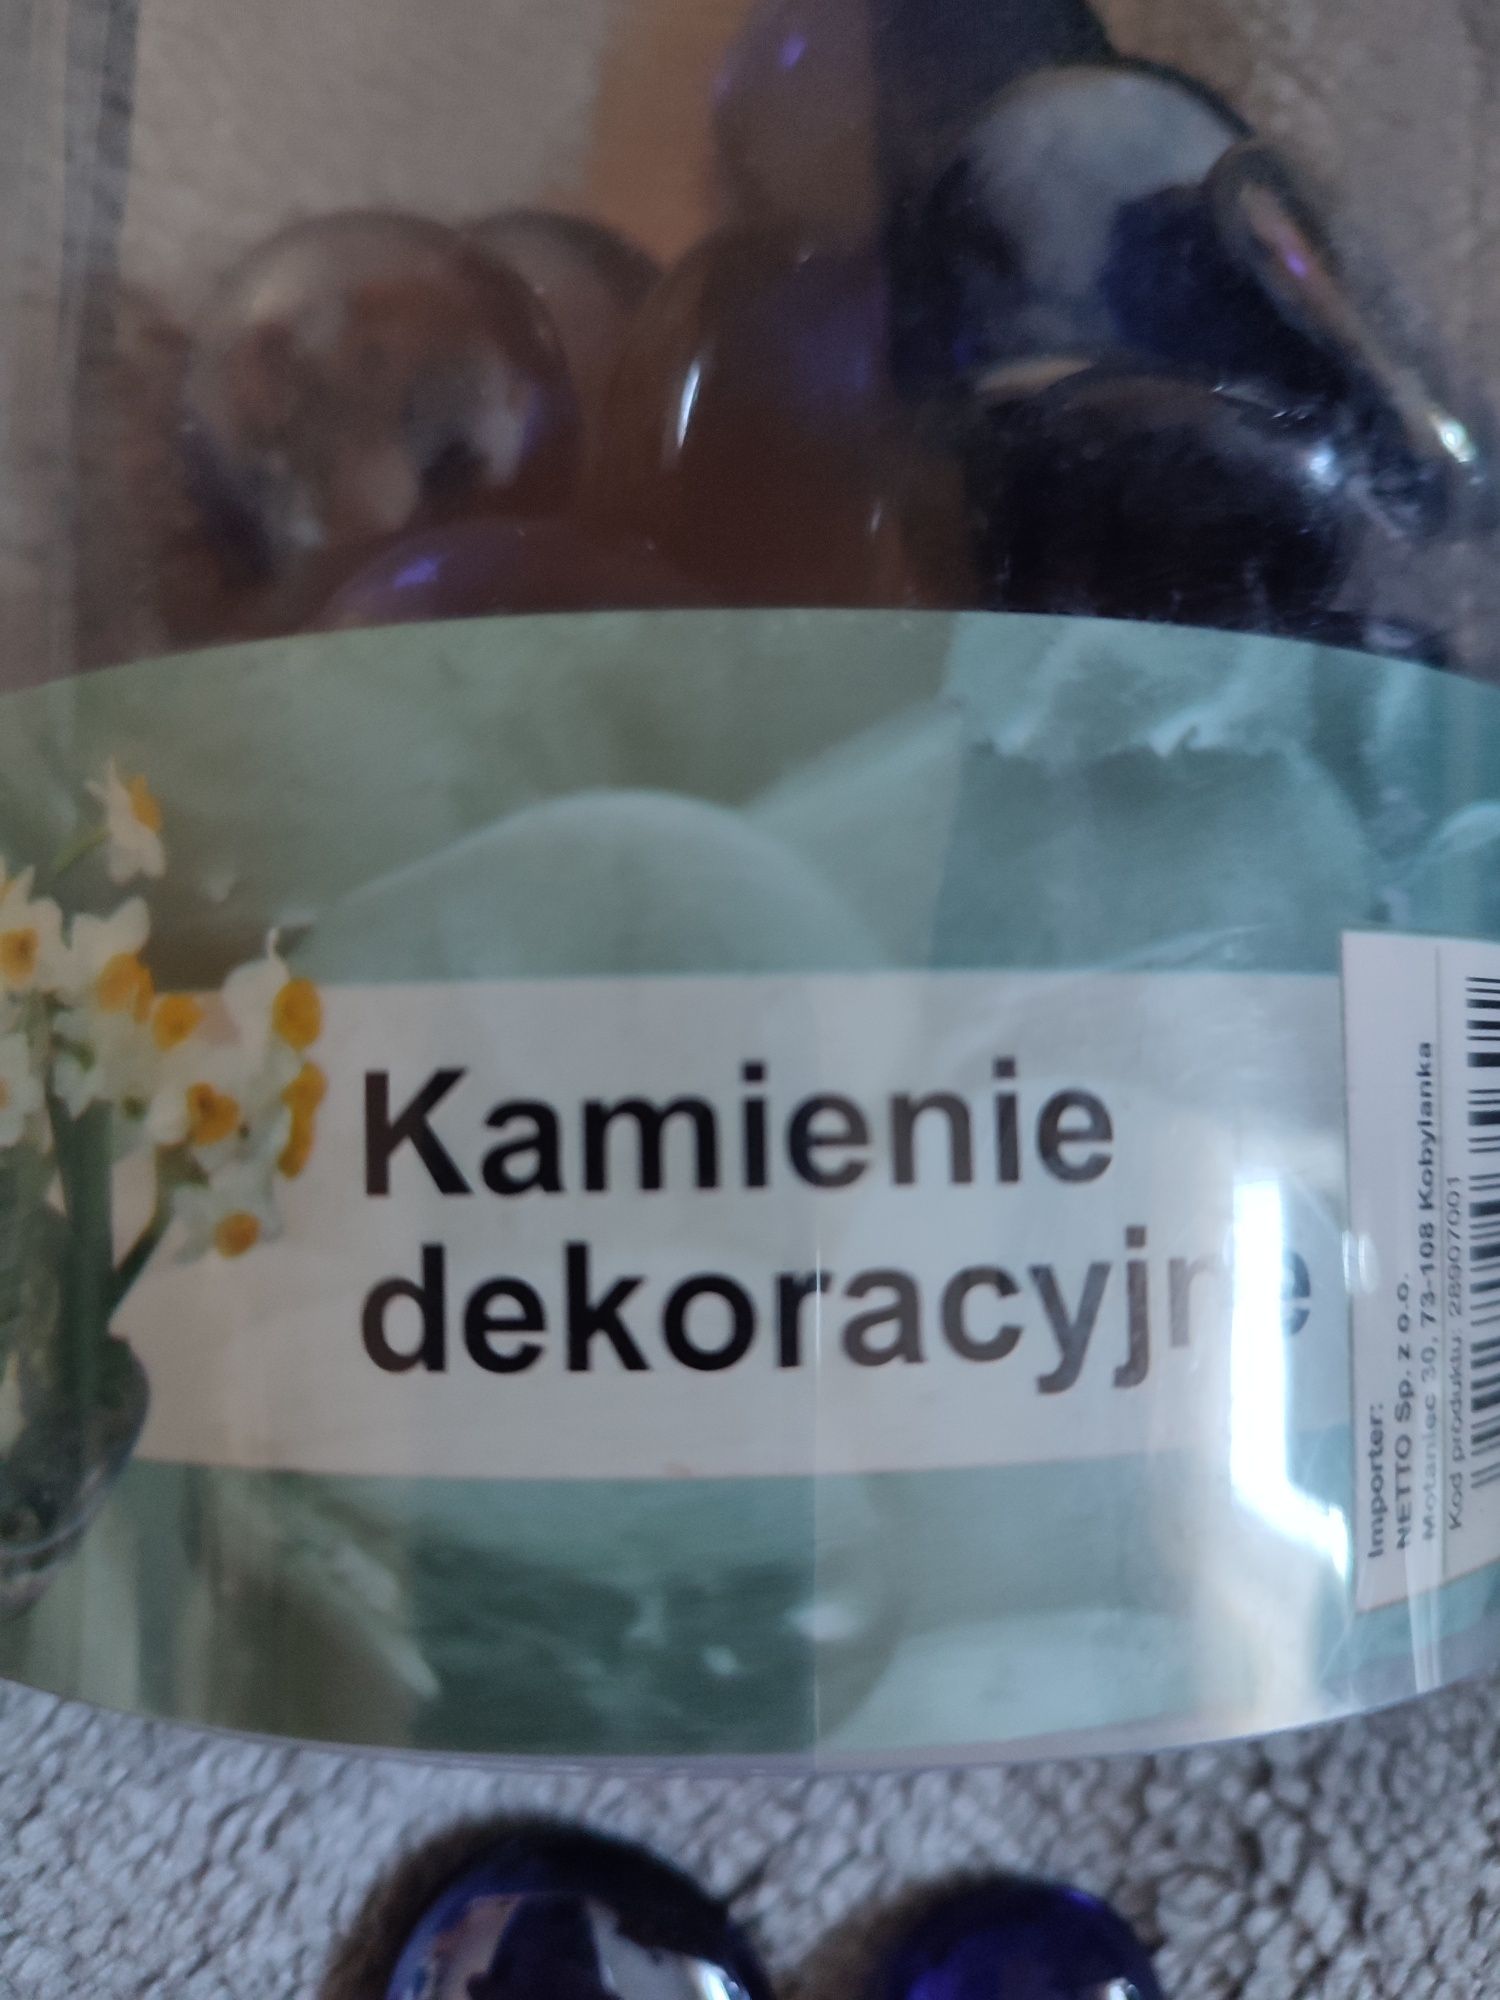 Kamienie
dekoracyjne
Importer:
NETTO Sp. z o.o.
Motaniec 30, 73-108 Kobylanka
Kod produktu: 28907001